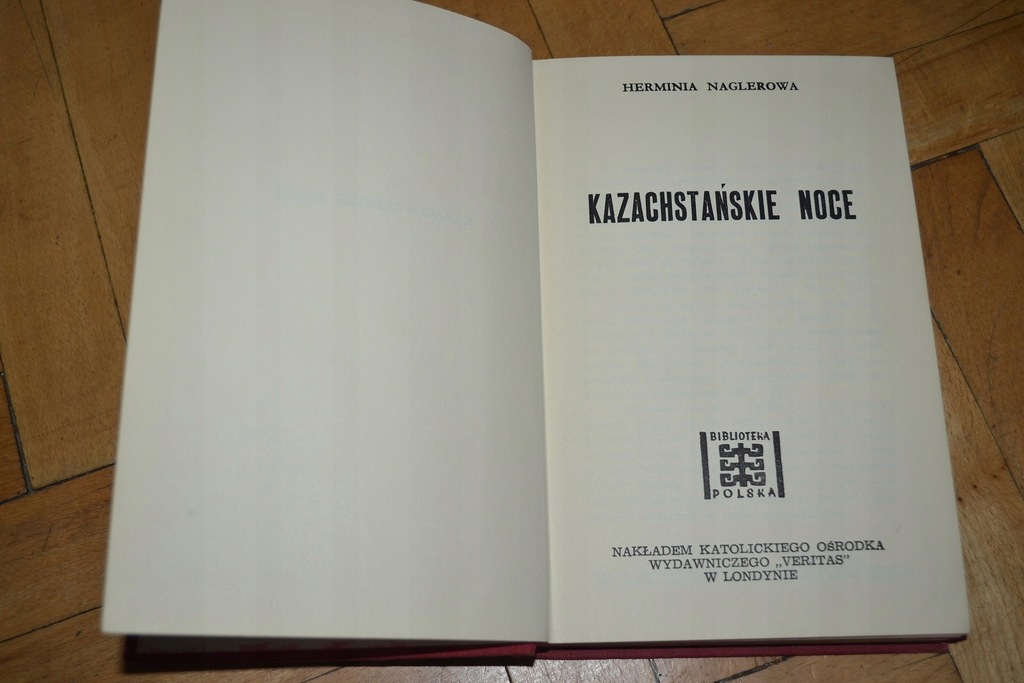 HERMINIA NAGLEROWA
KAZACHSTAŃSKIE NOCE
BIBLIOTEKA
POLSKA
NAKŁADEM KATOLICKIEGO OŚRODKA
WYDAWNICZEGO „VERITAS”
W LONDYNIE